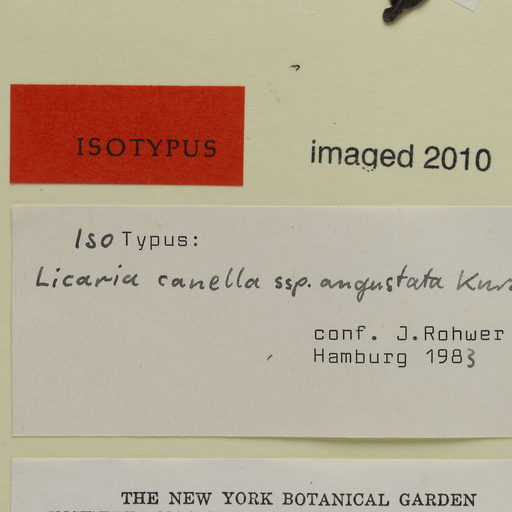 ISOTYPUS
imaged 2010
Iso Typus:
Licaria canella ssp. angustata
conf. J.Rohwer
Hamburg 1983
THE NEW YORK BOTANICAL GARDEN